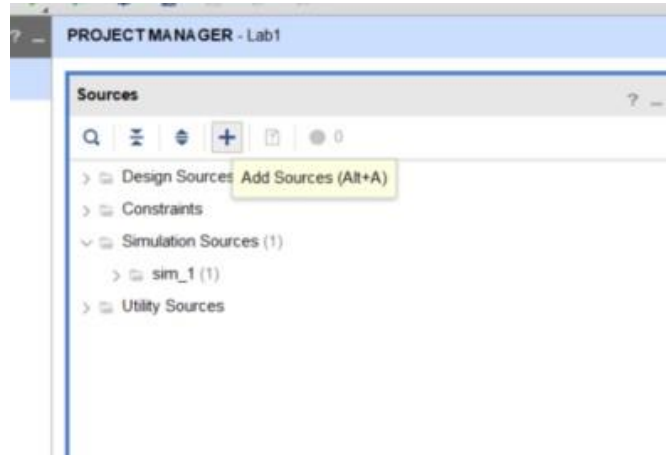 ? _
PROJECT MANAGER - Lab1
Sources
? _
0
Design Sources
Add Sources (Alt+A)
Constraints
Simulation Sources (1)
sim_1 (1)
Utility Sources